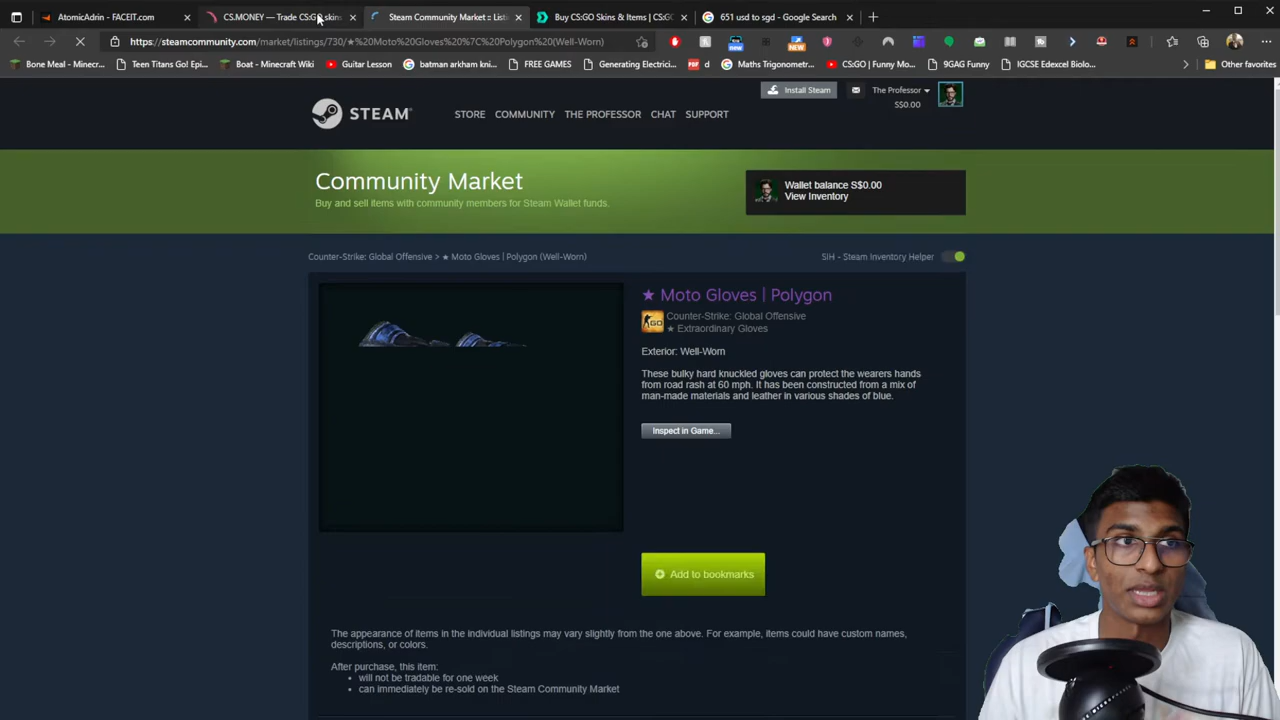 AtomicAdrin - FACEIT.com
CS.MONEY — Trade CS:GO skins
Steam Community Market :: Listi
Buy CS:GO Skins & Items | CS:GO
651 usd to sgd - Google Search
https://steamcommunity.com/market/listings/730/★%20Moto%20Gloves%20%7C%20Polygon%20(Well-Worn)
Bone Meal - Minecr...
Teen Titans Go! Epi...
Boat - Minecraft Wiki
Guitar Lesson
batman arkham kni...
FREE GAMES
Generating Electrici...
d
Maths Trigonometr...
CS:GO | Funny Mo...
9GAG Funny
IGCSE Edexcel Biolo...
Other favorites
Install Steam
The Professor
S$0.00
STEAM
STORE COMMUNITY THE PROFESSOR CHAT SUPPORT
Community Market
Buy and sell items with community members for Steam Wallet funds.
Wallet balance S$0.00
View Inventory
Counter-Strike: Global Offensive > ★ Moto Gloves | Polygon (Well-Worn)
SIH - Steam Inventory Helper
★ Moto Gloves | Polygon
Counter-Strike: Global Offensive
★ Extraordinary Gloves
Exterior: Well-Worn
These bulky hard knuckled gloves can protect the wearers hands
from road rash at 60 mph. It has been constructed from a mix of
man-made materials and leather in various shades of blue.
Inspect in Game...
Add to bookmarks
The appearance of items in the individual listings may vary slightly from the one above. For example, items could have custom names,
descriptions, or colors.
After purchase, this item:
• will not be tradable for one week
• can immediately be re-sold on the Steam Community Market